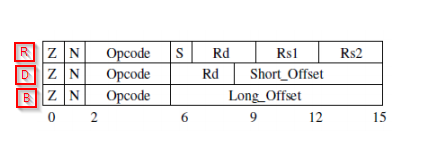 R Z N Opcode S Rd Rs1 Rs2
D Z N Opcode Rd Short_Offset
B Z N Opcode Long_Offset
0 2 6 9 12 15